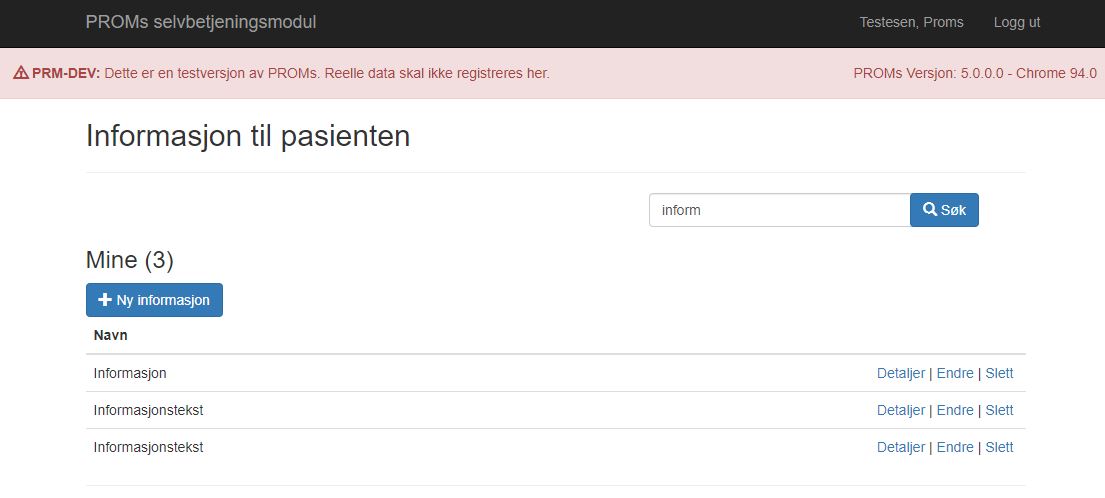 PROMs selvbetjeningsmodul Testesen, Proms Logg ut
PRM-DEV: Dette er en testversjon av PROMs. Reelle data skal ikke registreres her. PROMs Versjon: 5.0.0.0 - Chrome 94.0
Informasjon til pasienten
inform Søk
Mine (3)
Ny informasjon
Navn
Informasjon Detaljer | Endre | Slett
Informasjonstekst Detaljer | Endre | Slett
Informasjonstekst Detaljer | Endre | Slett